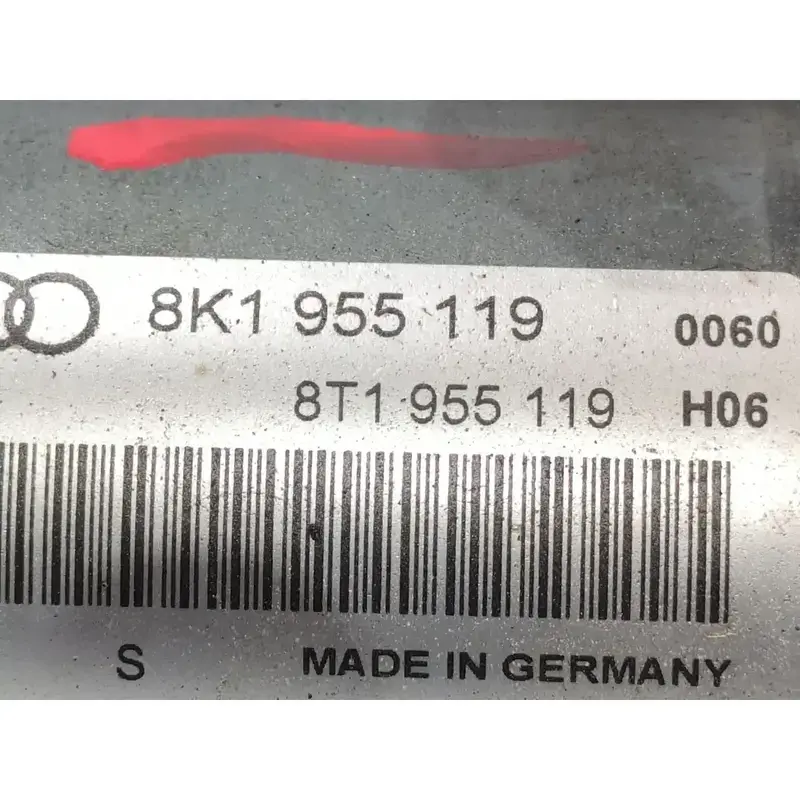 8K1 955 119 0060
8T1 955 119 H06
S MADE IN GERMANY